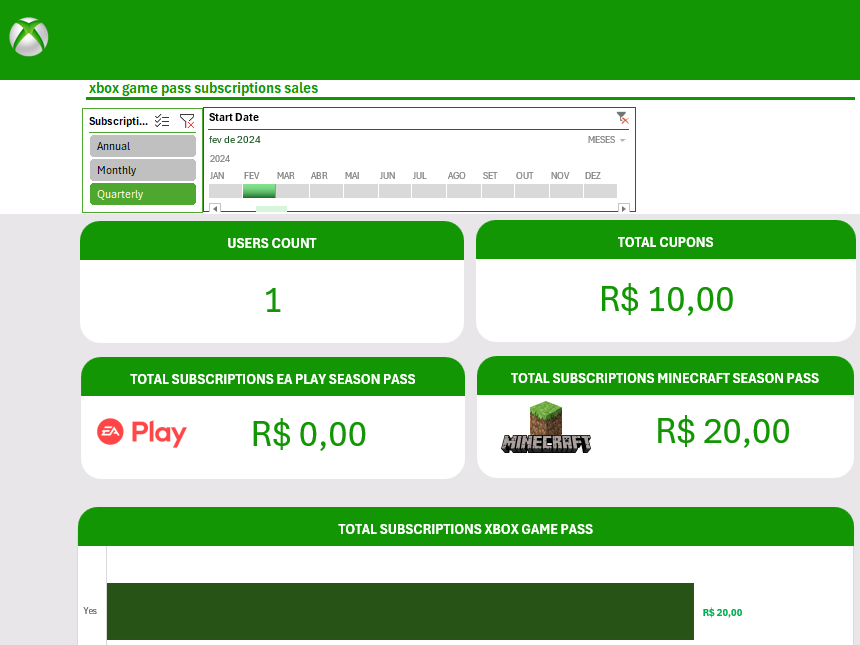 xbox game pass subscriptions sales
Subscripti...
Annual
Monthly
Quarterly
Start Date
fev de 2024
MESES
2024
JAN FEV MAR ABR MAI JUN JUL AGO SET OUT NOV DEZ
USERS COUNT
1
TOTAL CUPONS
R$ 10,00
TOTAL SUBSCRIPTIONS EA PLAY SEASON PASS
EA Play
R$ 0,00
TOTAL SUBSCRIPTIONS MINECRAFT SEASON PASS
MINECRAFT
R$ 20,00
TOTAL SUBSCRIPTIONS XBOX GAME PASS
Yes
R$ 20,00